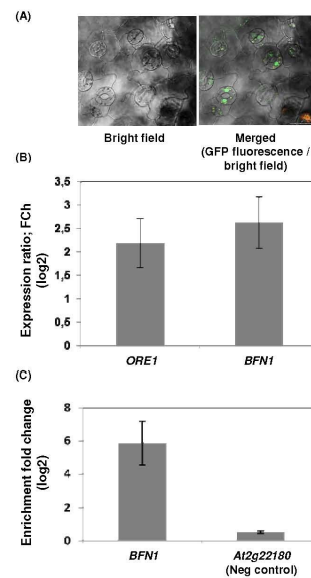 (A)
Bright field
Merged
(GFP fluorescence /
bright field)
(B)
Expression ratio; FCh
(log2)
3,5
3
2,5
2
1,5
1
0,5
0
ORE1
BFN1
(C)
Enrichment fold change
(log2)
8
6
4
2
0
BFN1
At2g22180
(Neg control)